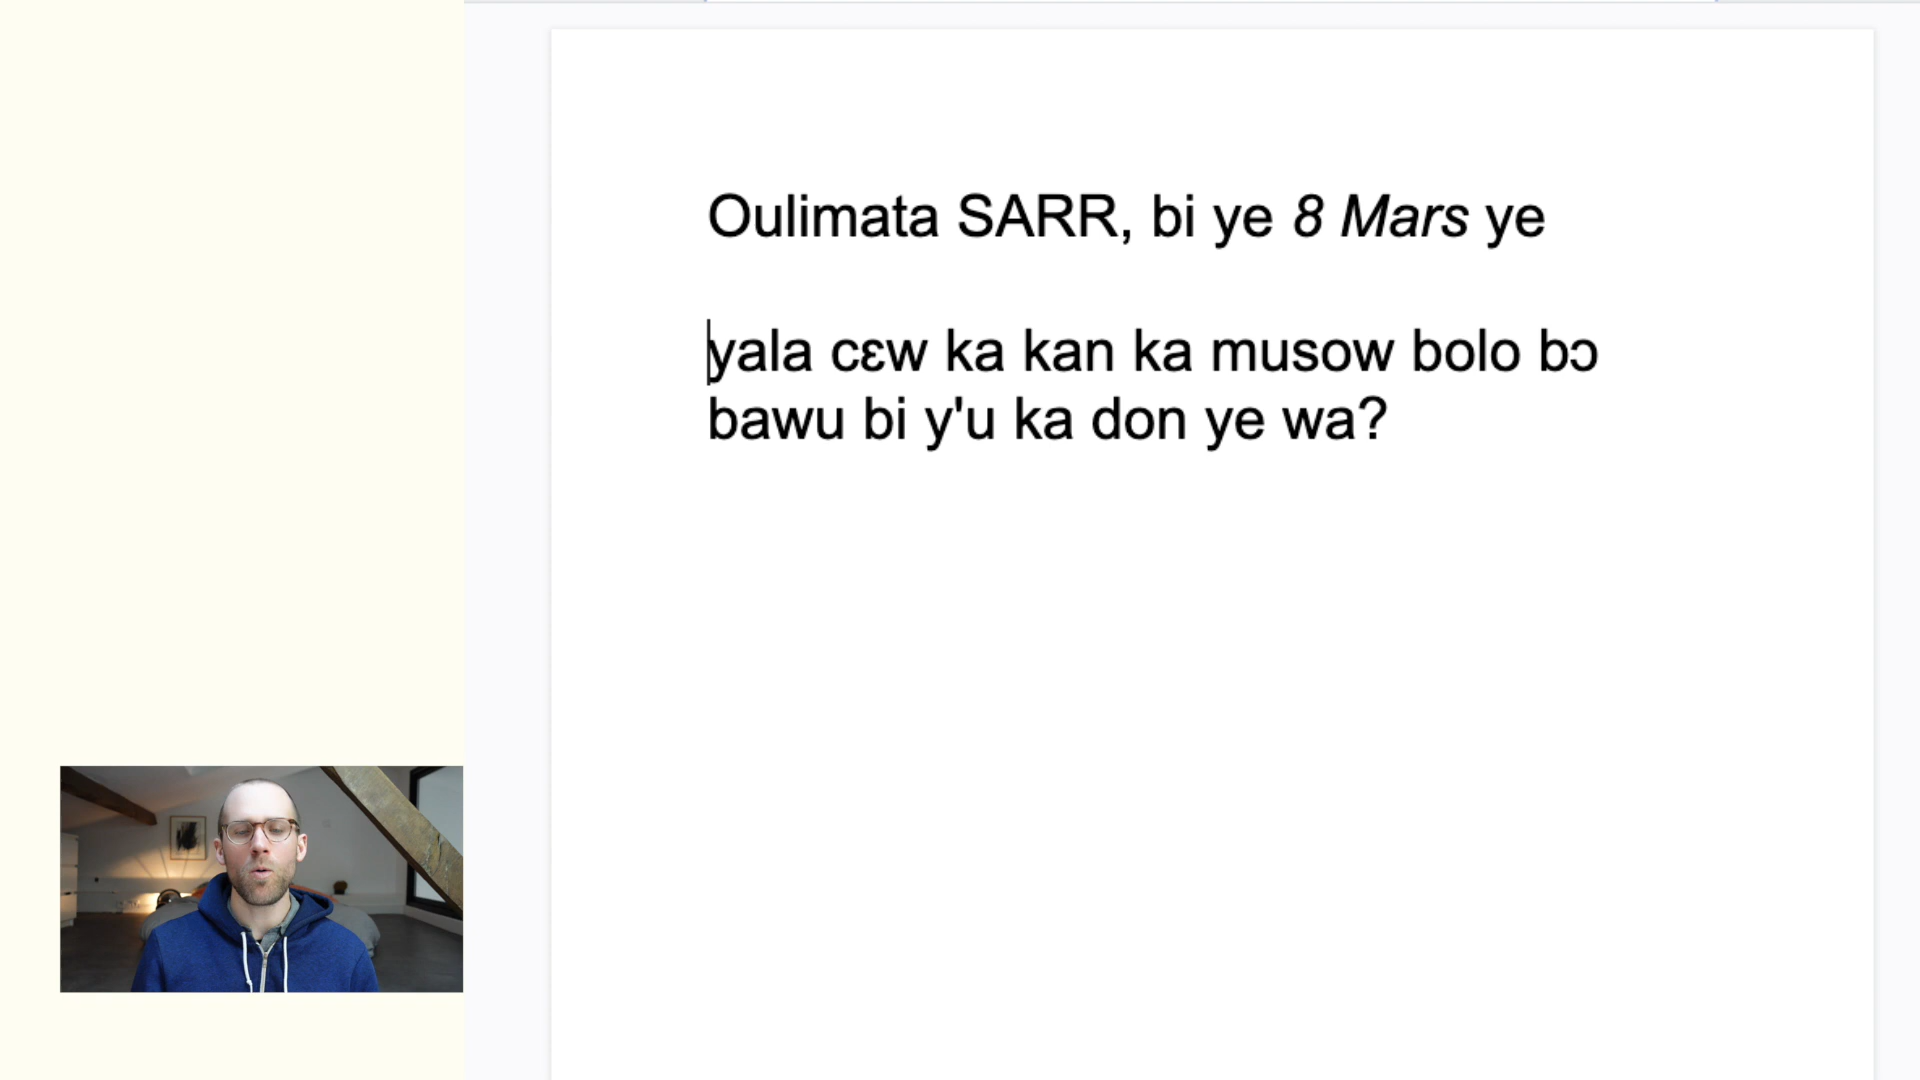 Oulimata SARR, bi ye 8 Mars ye
yala cɛw ka kan ka musow bolo bɔ
bawu bi y'u ka don ye wa?